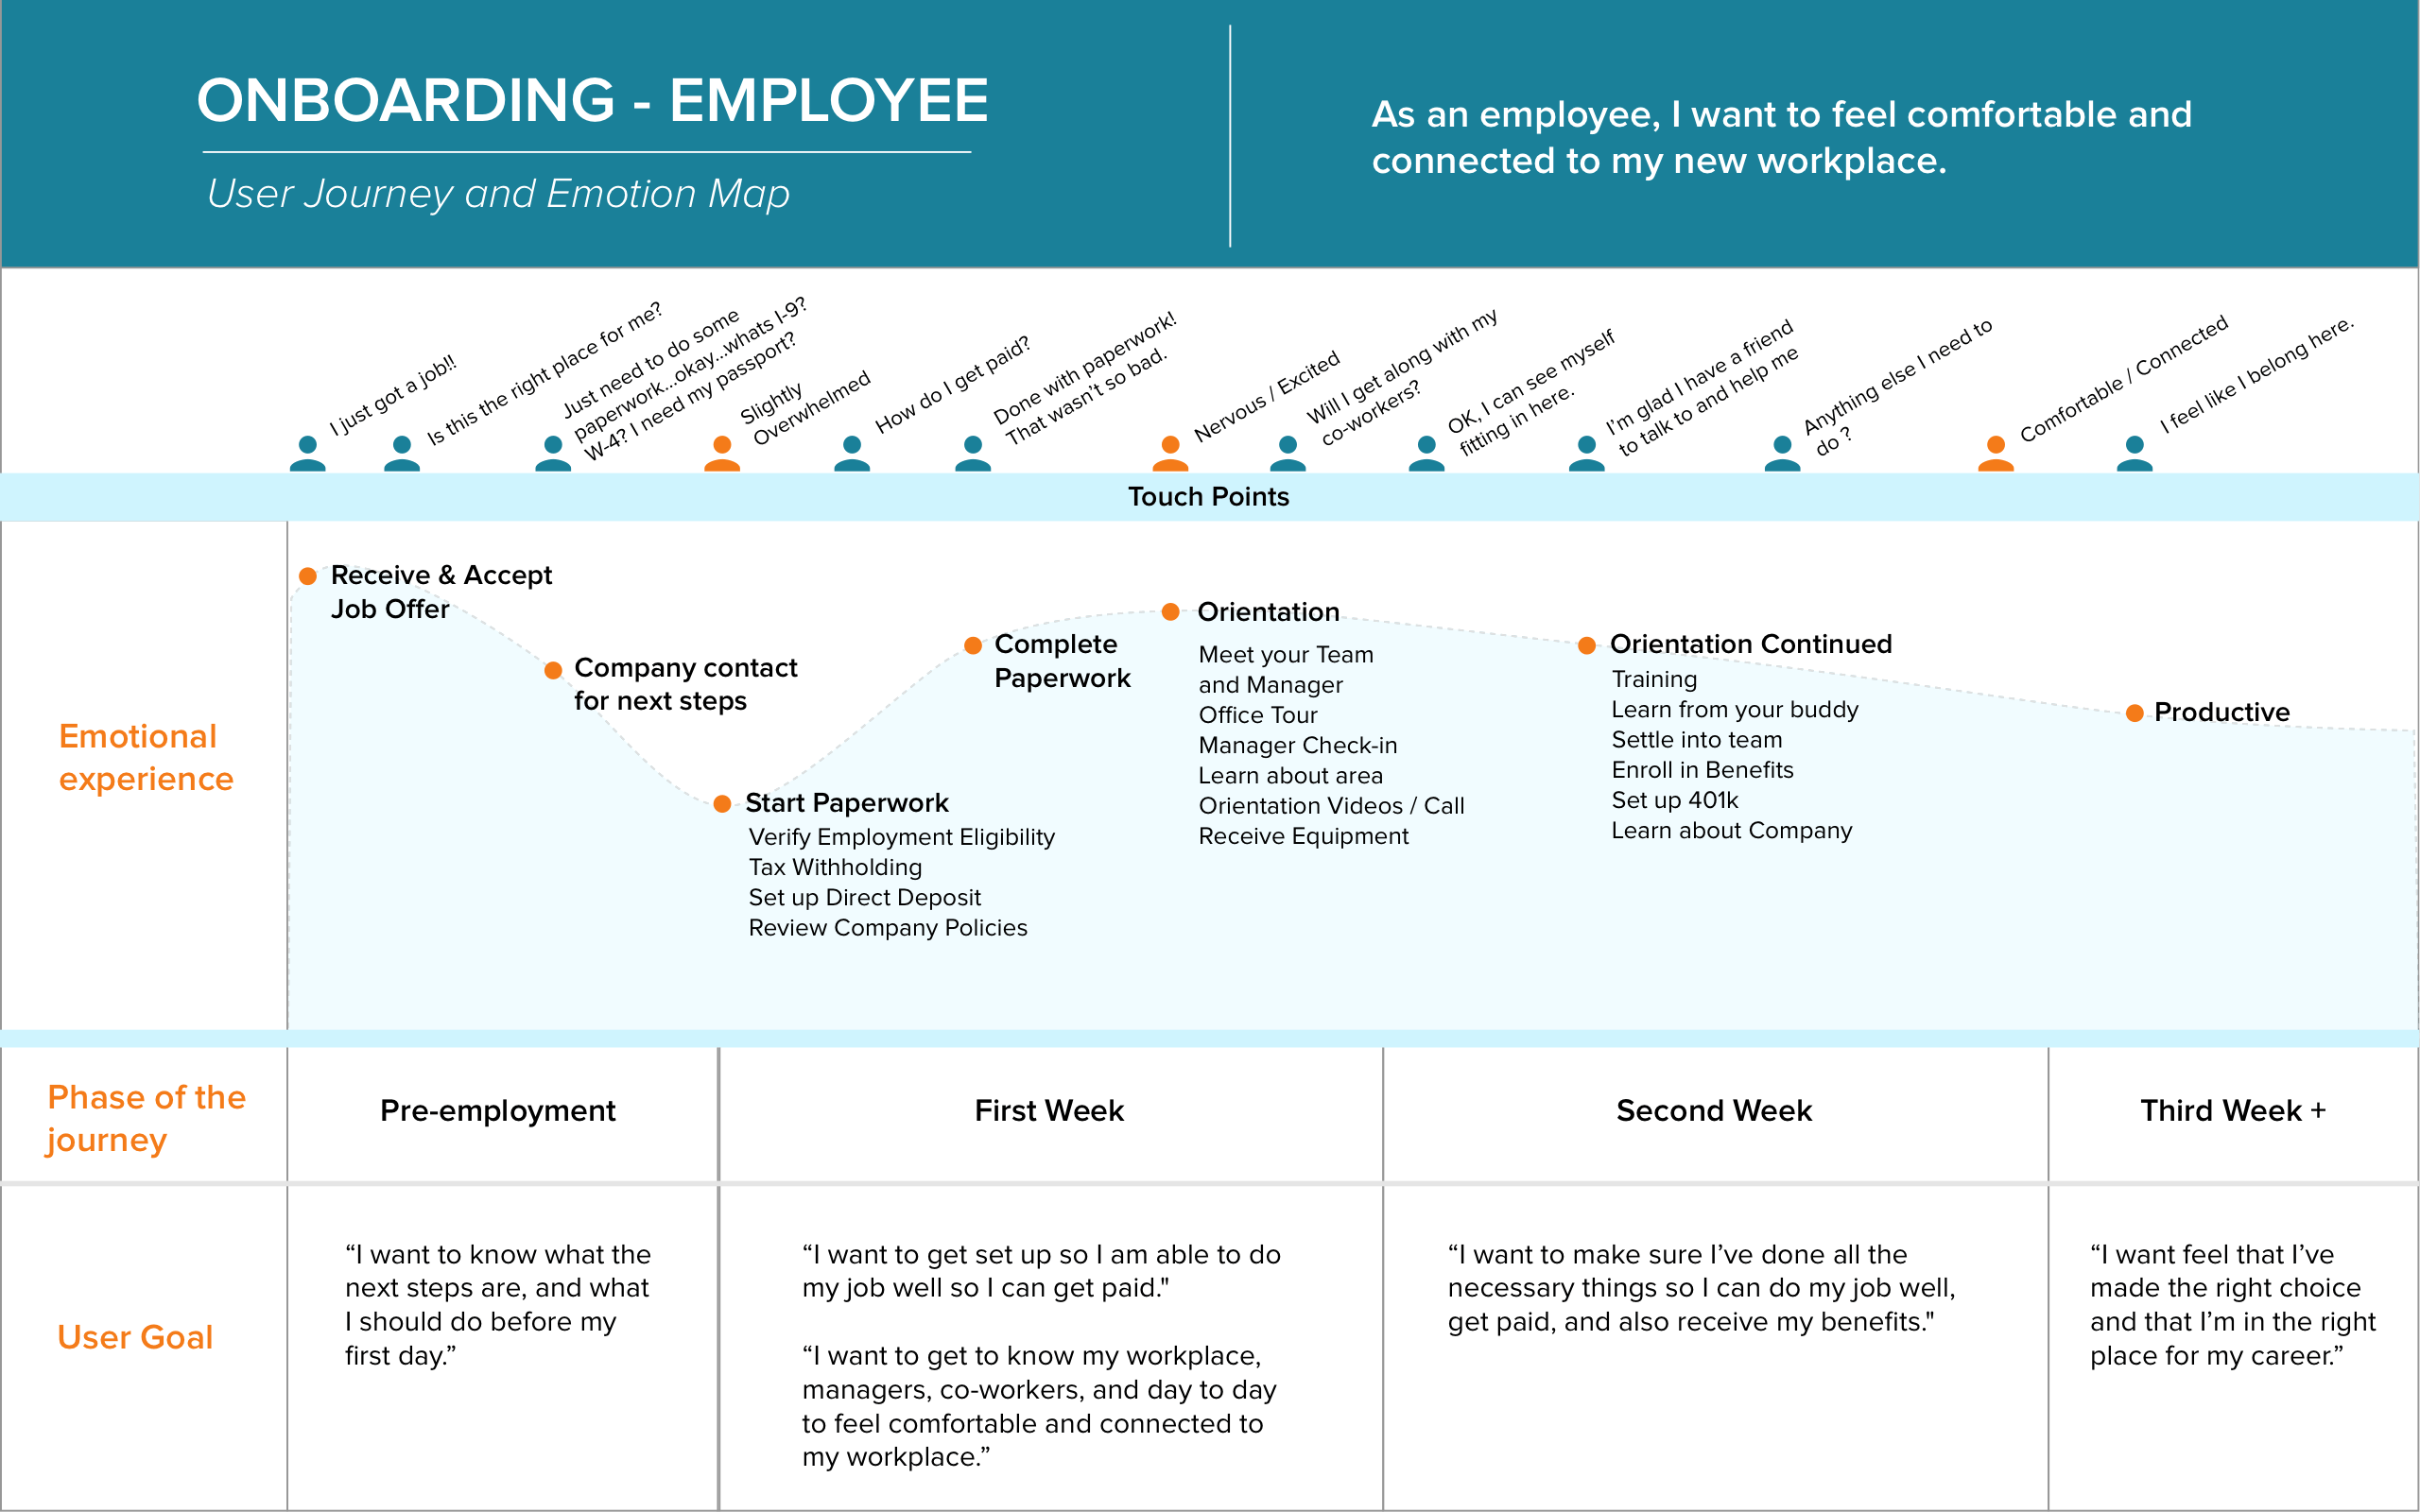 ONBOARDING - EMPLOYEE
User Journey and Emotion Map
As an employee, I want to feel comfortable and
connected to my new workplace.
I just got a job!!
Is this the right place for me?
Just need to do some
paperwork...okay...whats I-9?
W-4? I need my passport?
Slightly
Overwhelmed
How do I get paid?
Done with paperwork!
That wasn't so bad.
Nervous / Excited
Will I get along with my
co-workers?
OK, I can see myself
fitting in here.
I'm glad I have a friend
to talk to and help me
Anything else I need to
do ?
Comfortable / Connected
I feel like I belong here.
Touch Points
Emotional
experience
Receive & Accept
Job Offer
Company contact
for next steps
Start Paperwork
Verify Employment Eligibility
Tax Withholding
Set up Direct Deposit
Review Company Policies
Complete
Paperwork
Orientation
Meet your Team
and Manager
Office Tour
Manager Check-in
Learn about area
Orientation Videos / Call
Receive Equipment
Orientation Continued
Training
Learn from your buddy
Settle into team
Enroll in Benefits
Set up 401k
Learn about Company
Productive
Phase of the
journey
Pre-employment
First Week
Second Week
Third Week +
User Goal
“I want to know what the
next steps are, and what
I should do before my
first day.”
“I want to get set up so I am able to do
my job well so I can get paid."
“I want to get to know my workplace,
managers, co-workers, and day to day
to feel comfortable and connected to
my workplace.”
“I want to make sure I’ve done all the
necessary things so I can do my job well,
get paid, and also receive my benefits."
“I want feel that I’ve
made the right choice
and that I’m in the right
place for my career.”